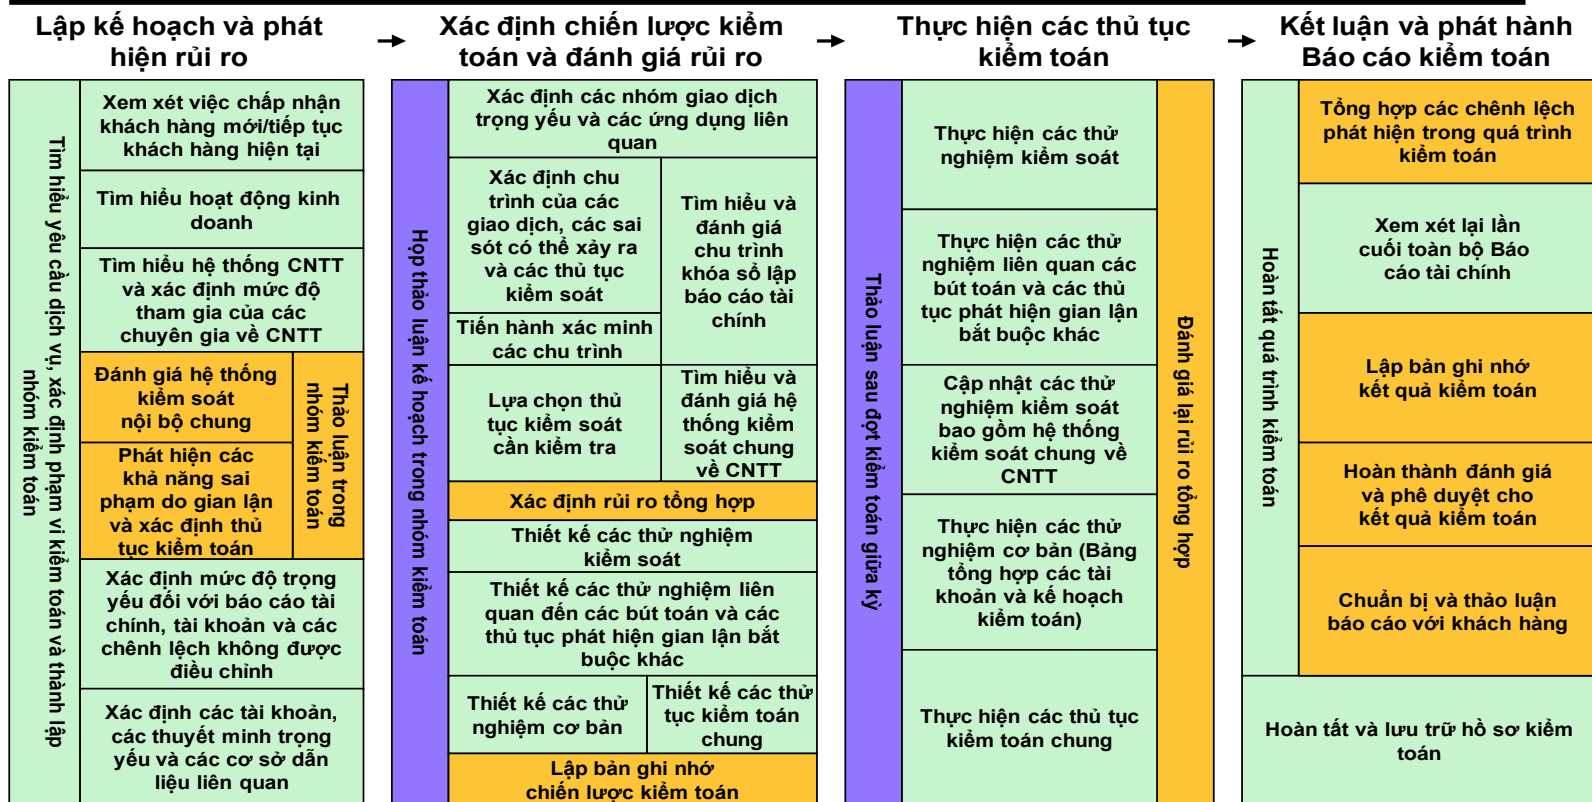 Lập kế hoạch và phát
hiện rủi ro
Xác định chiến lược kiểm
toán và đánh giá rủi ro
Thực hiện các thủ tục
kiểm toán
Kết luận và phát hành
Báo cáo kiểm toán
Tìm hiểu yêu cầu dịch vụ, xác định phạm vi kiểm toán và thành lập
nhóm kiểm toán
Xem xét việc chấp nhận
khách hàng mới/tiếp tục
khách hàng hiện tại
Tìm hiểu hoạt động kinh
doanh
Tìm hiểu hệ thống CNTT
và xác định mức độ
tham gia của các
chuyên gia về CNTT
Đánh giá hệ thống
kiểm soát
nội bộ chung
Phát hiện các
khả năng sai
phạm do gian lận
và xác định thủ
tục kiểm toán
Thảo luận trong
nhóm kiểm toán
Xác định mức độ trọng
yếu đối với báo cáo tài
chính, tài khoản và các
chênh lệch không được
điều chỉnh
Xác định các tài khoản,
các thuyết minh trọng
yếu và các cơ sở dẫn
liệu liên quan
Họp thảo luận kế hoạch trong nhóm kiểm toán
Xác định các nhóm giao dịch
trọng yếu và các ứng dụng liên
quan
Xác định chu
trình của các
giao dịch, các sai
sót có thể xảy ra
và các thủ tục
kiểm soát
Tìm hiểu và
đánh giá
chu trình
khóa sổ lập
báo cáo tài
chính
Tiến hành xác minh
các chu trình
Lựa chọn thủ
tục kiểm soát
cần kiểm tra
Tìm hiểu và
đánh giá hệ
thống kiểm
soát chung
về CNTT
Xác định rủi ro tổng hợp
Thiết kế các thử nghiệm
kiểm soát
Thiết kế các thử nghiệm liên
quan đến các bút toán và các
thủ tục phát hiện gian lận bắt
buộc khác
Thiết kế các thử
nghiệm cơ bản
Thiết kế các thử
tục kiểm toán
chung
Lập bản ghi nhớ
chiến lược kiểm toán
Thảo luận sau đợt kiểm toán giữa kỳ
Thực hiện các thử
nghiệm kiểm soát
Thực hiện các thử
nghiệm liên quan các
bút toán và các thủ
tục phát hiện gian lận
bắt buộc khác
Cập nhật các thử
nghiệm kiểm soát
bao gồm hệ thống
kiểm soát chung về
CNTT
Thực hiện các thử
nghiệm cơ bản (Bảng
tổng hợp các tài
khoản và kế hoạch
kiểm toán)
Thực hiện các thủ tục
kiểm toán chung
Đánh giá lại rủi ro tổng hợp
Hoàn tất quá trình kiểm toán
Tổng hợp các chênh lệch
phát hiện trong quá trình
kiểm toán
Xem xét lại lần
cuối toàn bộ Báo
cáo tài chính
Lập bản ghi nhớ
kết quả kiểm toán
Hoàn thành đánh giá
và phê duyệt cho
kết quả kiểm toán
Chuẩn bị và thảo luận
báo cáo với khách hàng
Hoàn tất và lưu trữ hồ sơ kiểm
toán